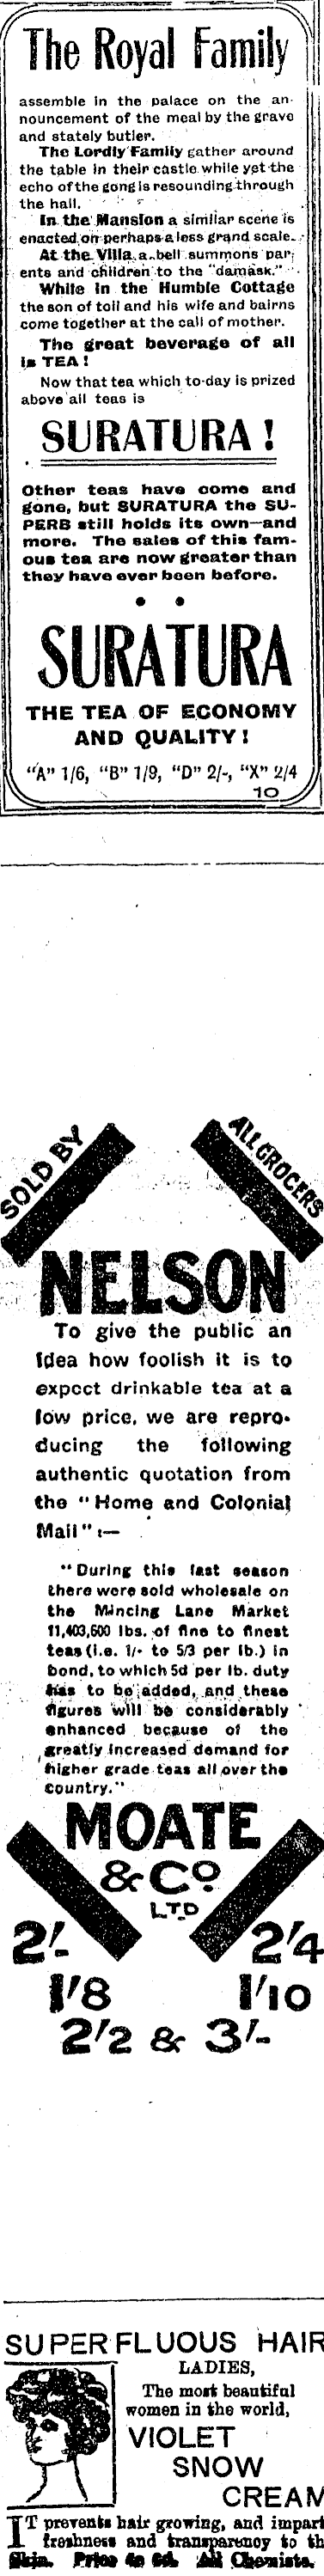 The Royal Family
assemble in the palace on the an-
nouncement of the meal by the grave
and stately butler.
The Lordly Family gather around
the table in their castle while yet the
echo of the gong is resounding through
the hall.
In the Mansion a similiar scene is
enacted on perhaps a less grand scale.
At the Villa a bell summons par-
ents and children to the "damask."
While in the Humble Cottage
the son of toil and his wife and bairns
come together at the call of mother.
The great beverage of all
is TEA!
Now that tea which to-day is prized
above all teas is
SURATURA!
Other teas have come and
gone, but SURATURA the SU-
PERB still holds its own—and
more. The sales of this fam-
ous tea are now greater than
they have ever been before.
SURATURA
THE TEA OF ECONOMY
AND QUALITY!
"A" 1/6, "B" 1/9, "D" 2/-, "X" 2/4
10
SOLD BY
ALL GROCERS
NELSON
To give the public an
idea how foolish it is to
expect drinkable tea at a
low price, we are repro-
ducing the following
authentic quotation from
the "Home and Colonial
Mail":—
"During this last season
there were sold wholesale on
the Mincing Lane Market
11,403,600 lbs. of fine to finest
teas (i.e. 1/- to 5/3 per lb.) in
bond, to which 5d per lb. duty
has to be added, and these
figures will be considerably
enhanced because of the
greatly increased demand for
higher grade teas all over the
country."
MOATE
& CO
LTD
2/- 2/4
1/8 1/10
2/2 & 3/-
SUPERFLUOUS HAIR
LADIES,
The most beautiful
women in the world,
VIOLET
SNOW
CREAM
IT prevents hair growing, and impart
freshness and transparency to th
Skin. Price 4s 6d. All Chemists.